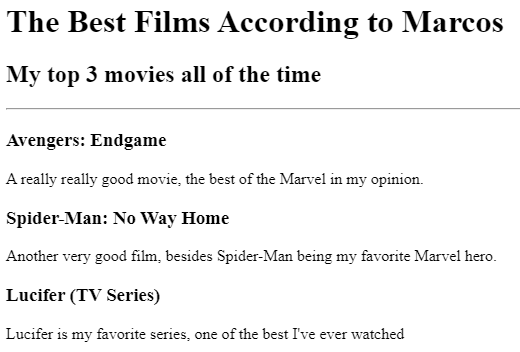 The Best Films According to Marcos
My top 3 movies all of the time
Avengers: Endgame
A really really good movie, the best of the Marvel in my opinion.
Spider-Man: No Way Home
Another very good film, besides Spider-Man being my favorite Marvel hero.
Lucifer (TV Series)
Lucifer is my favorite series, one of the best I've ever watched